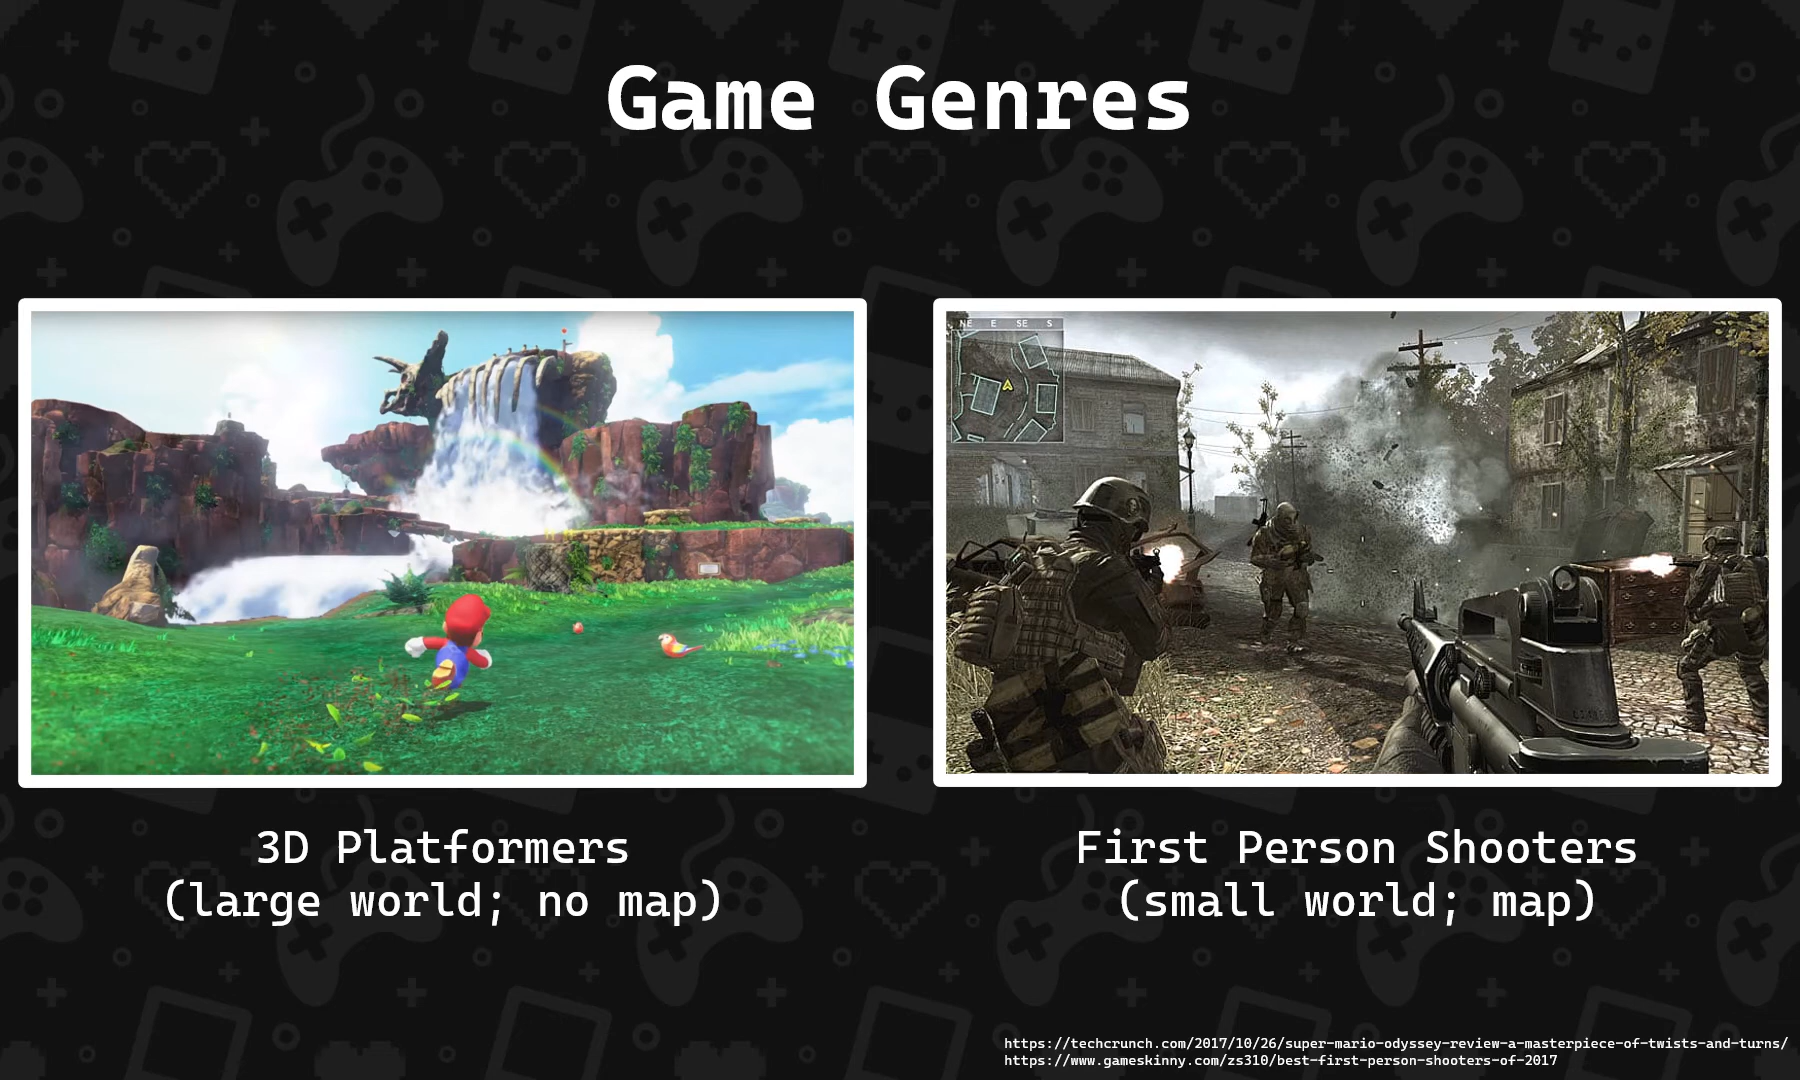 Game Genres
NE E SE S
3D Platformers
(large world; no map)
First Person Shooters
(small world; map)
https://techcrunch.com/2017/10/26/super-mario-odyssey-review-a-masterpiece-of-twists-and-turns/
https://www.gameskinny.com/zs310/best-first-person-shooters-of-2017